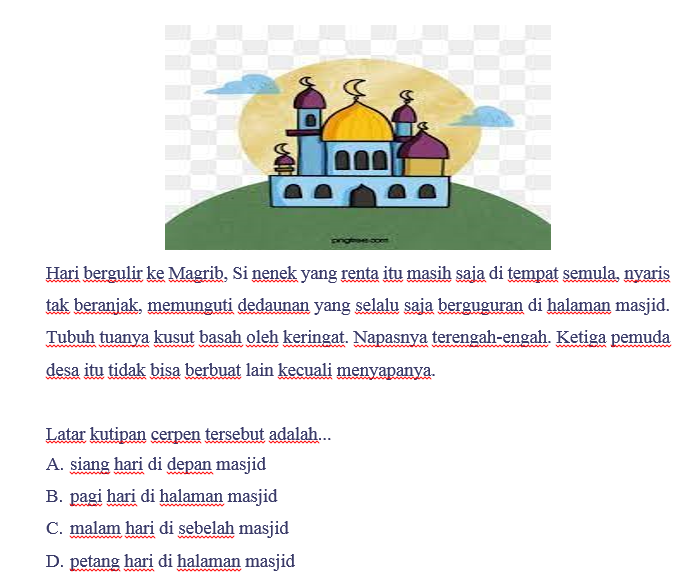 pngtree.com
Hari bergulir ke Magrib, Si nenek yang renta itu masih saja di tempat semula, nyaris
tak beranjak, memunguti dedaunan yang selalu saja berguguran di halaman masjid.
Tubuh tuanya kusut basah oleh keringat. Napasnya terengah-engah. Ketiga pemuda
desa itu tidak bisa berbuat lain kecuali menyapanya.
Latar kutipan cerpen tersebut adalah...
A. siang hari di depan masjid
B. pagi hari di halaman masjid
C. malam hari di sebelah masjid
D. petang hari di halaman masjid